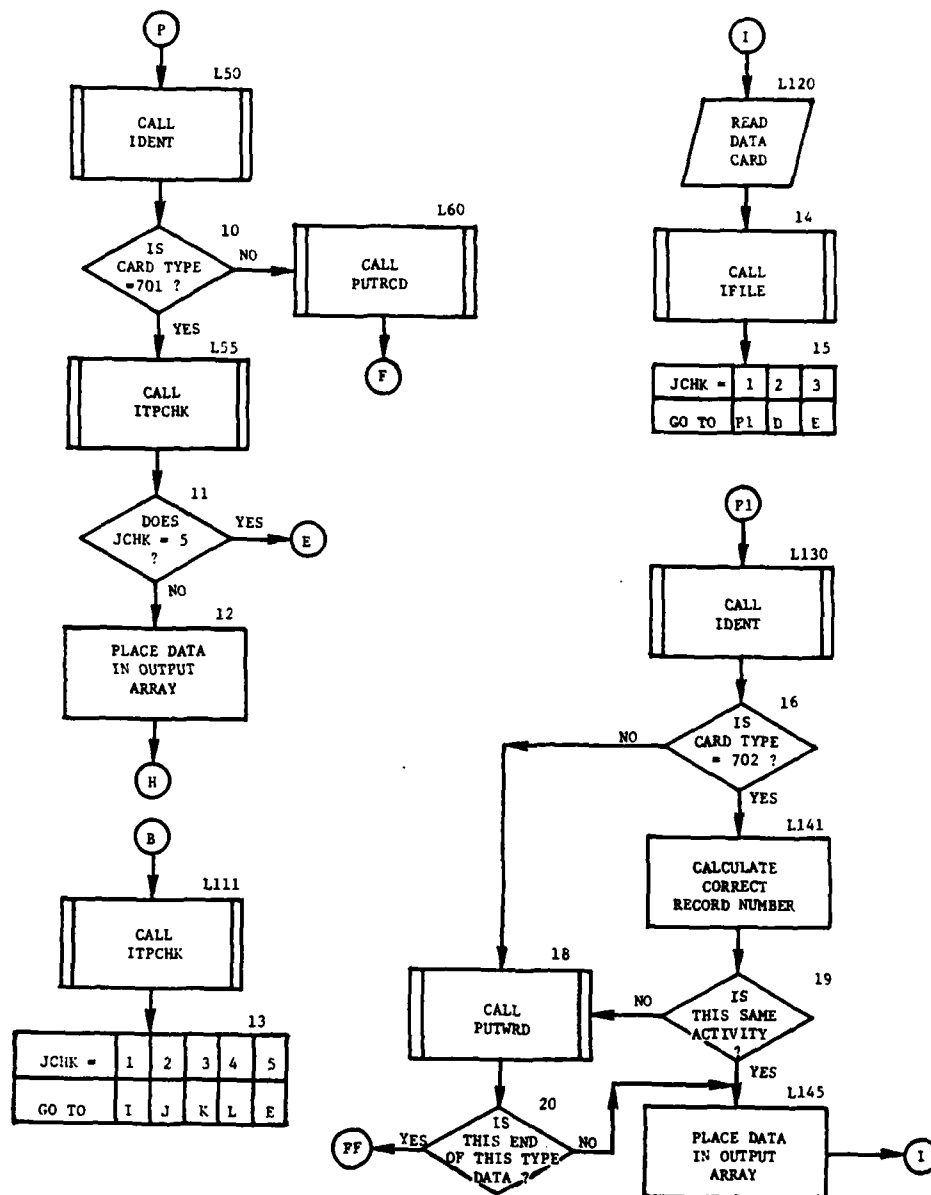 P
L50
CALL
IDENT
10
IS
CARD TYPE
=701 ?
NO
YES
L60
CALL
PUTRCD
F
L55
CALL
ITPCHK
11
DOES
JCHK = 5
?
YES
E
NO
12
PLACE DATA
IN OUTPUT
ARRAY
H
B
L111
CALL
ITPCHK
13
JCHK = 1 2 3 4 5
GO TO I J K L E
I
L120
READ
DATA
CARD
14
CALL
IFILE
15
JCHK = 1 2 3
GO TO P1 D E
P1
L130
CALL
IDENT
16
IS
CARD TYPE
= 702 ?
NO
YES
L141
CALCULATE
CORRECT
RECORD NUMBER
19
IS
THIS SAME
ACTIVITY
?
NO
YES
18
CALL
PUTWRD
20
IS
THIS END
OF THIS TYPE
DATA ?
YES
PF
NO
L145
PLACE DATA
IN OUTPUT
ARRAY
I